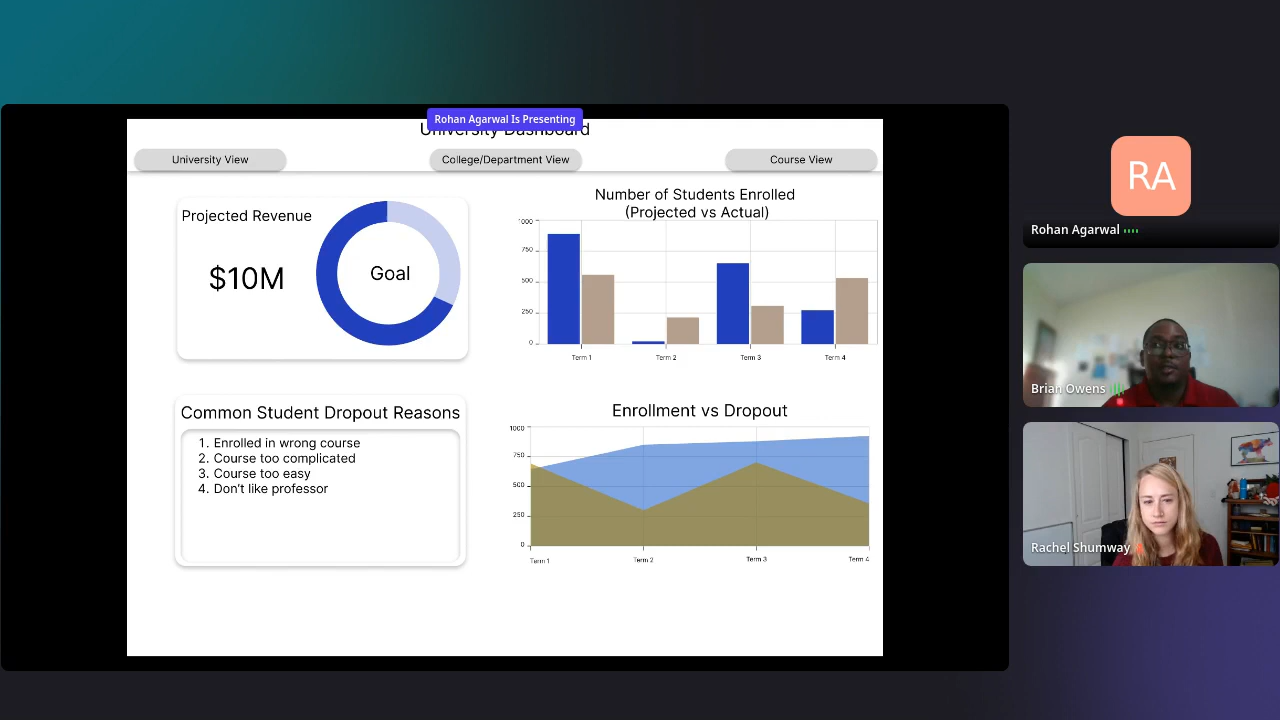 Rohan Agarwal Is Presenting
University Dashboard
University View
College/Department View
Course View
Projected Revenue
$10M
Goal
Number of Students Enrolled
(Projected vs Actual)
1000
750
500
250
0
Term 1
Term 2
Term 3
Term 4
Common Student Dropout Reasons
1. Enrolled in wrong course
2. Course too complicated
3. Course too easy
4. Don't like professor
Enrollment vs Dropout
1000
750
500
250
0
Term 1
Term 2
Term 3
Term 4
RA
Rohan Agarwal
Brian Owens
Rachel Shumway